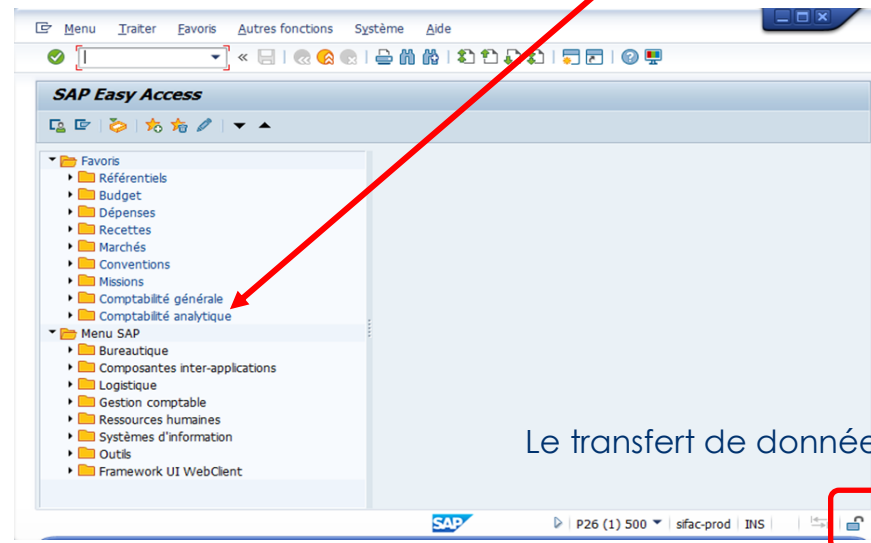 Menu Traiter Favoris Autres fonctions Système Aide
SAP Easy Access
Favoris
Référentiels
Budget
Dépenses
Recettes
Marchés
Conventions
Missions
Comptabilité générale
Comptabilité analytique
Menu SAP
Bureautique
Composantes inter-applications
Logistique
Gestion comptable
Ressources humaines
Systèmes d'information
Outils
Framework UI WebClient
Le transfert de donnée
SAP P26 (1) 500 sifac-prod INS